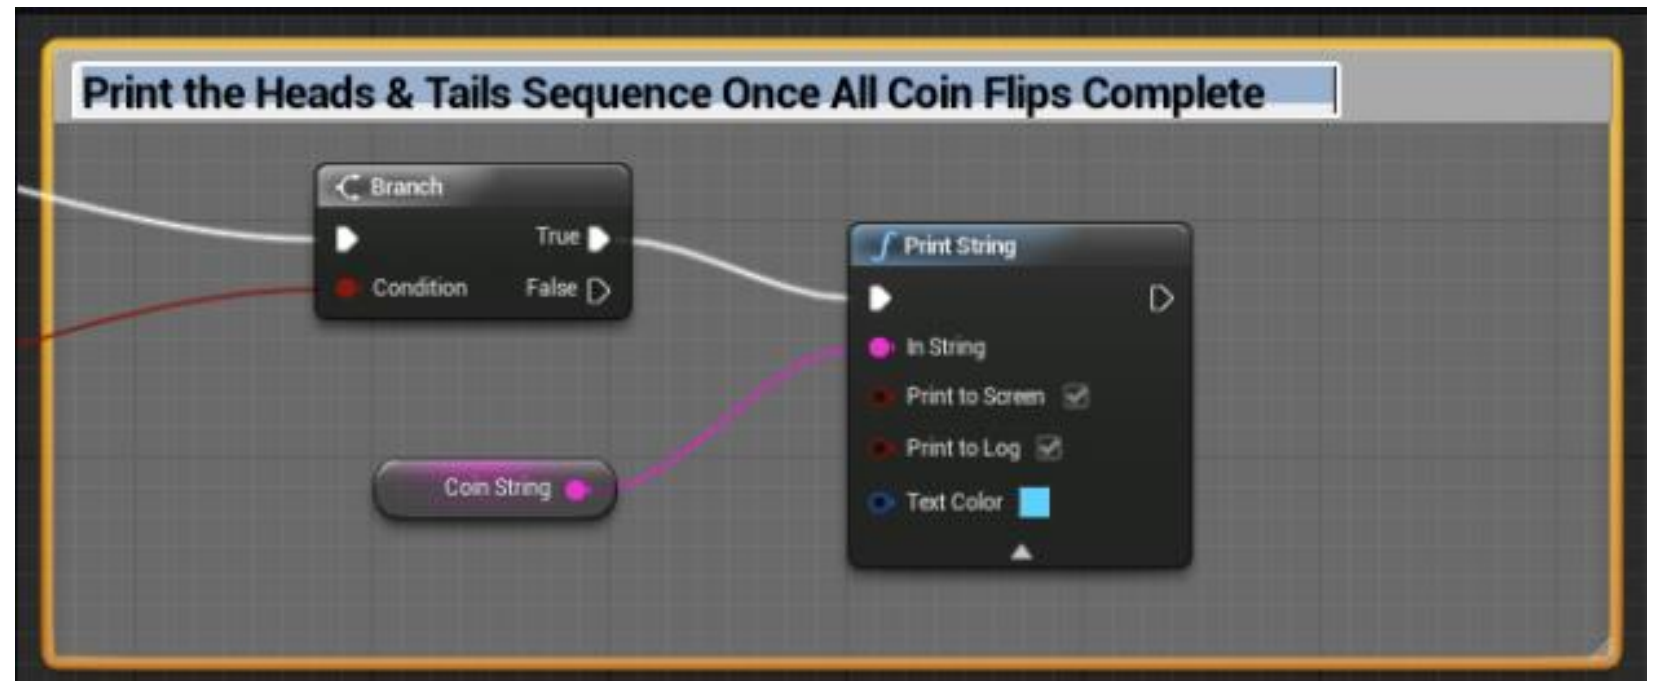 Print the Heads & Tails Sequence Once All Coin Flips Complete
Branch
True
Condition
False
Print String
In String
Print to Screen
Print to Log
Text Color
Coin String